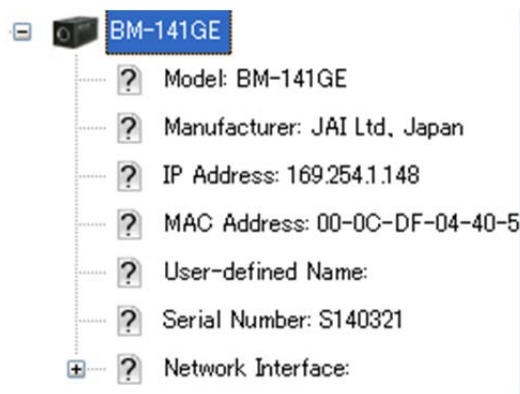 BM-141GE
Model: BM-141GE
Manufacturer: JAI Ltd., Japan
IP Address: 169.254.1.148
MAC Address: 00-0C-DF-04-40-5
User-defined Name:
Serial Number: S140321
Network Interface: